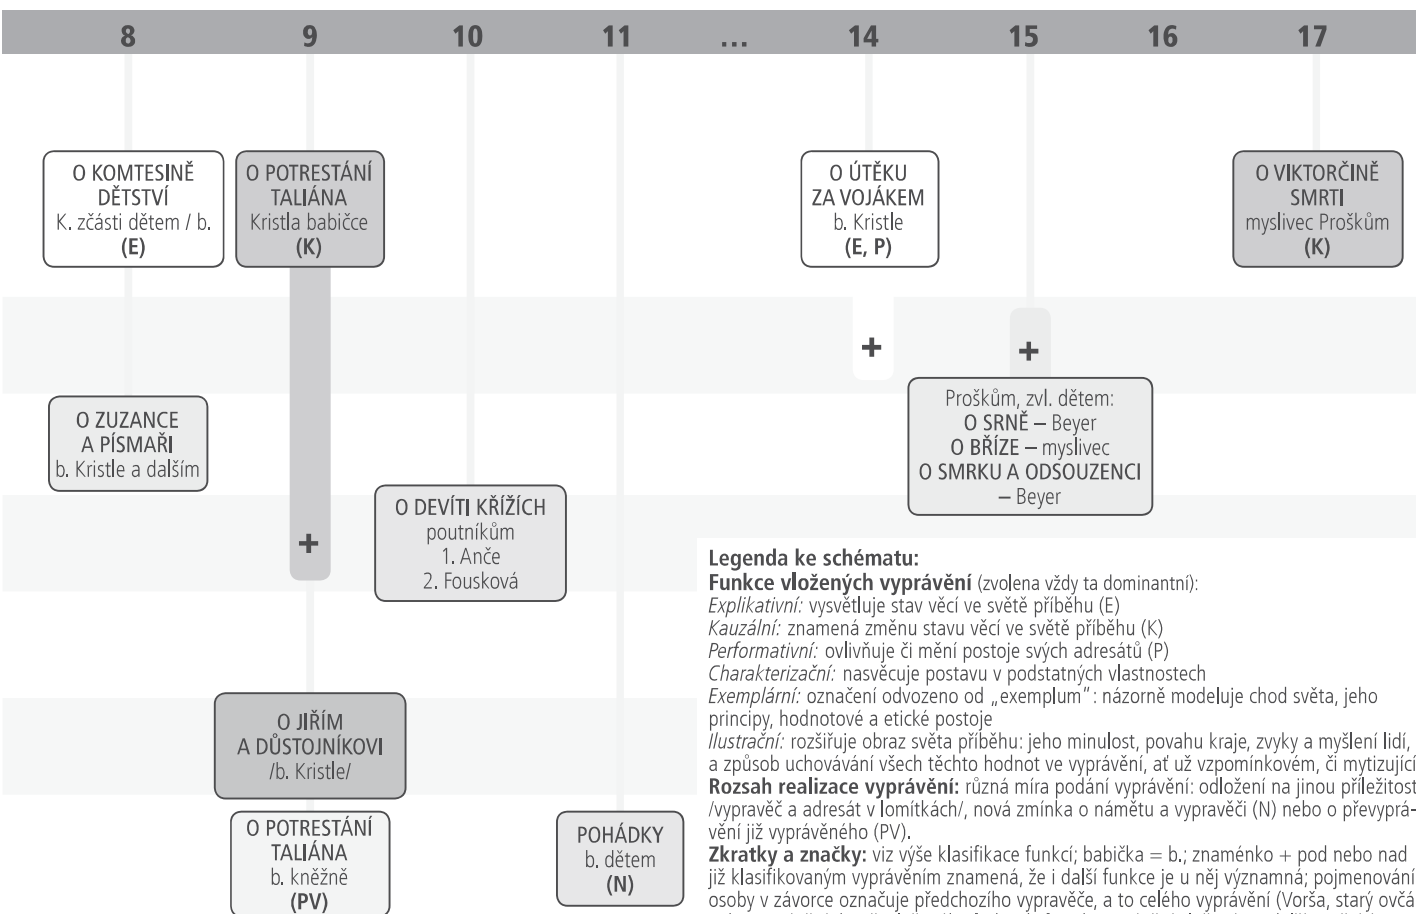 8 9 10 11 ... 14 15 16 17
O KOMTESINĚ
DĚTSTVÍ
K. zčásti dětem / b.
(E)
O POTRESTÁNÍ
TALIÁNA
Kristla babičce
(K)
O ÚTĚKU
ZA VOJÁKEM
b. Kristle
(E, P)
O VIKTORČINĚ
SMRTI
myslivec Proškům
(K)
+
+
O ZUZANCE
A PÍSMAŘI
b. Kristle a dalším
Proškům, zvl. dětem:
O SRNĚ – Beyer
O BŘÍZE – myslivec
O SMRKU A ODSOUZENCI
– Beyer
+
O DEVÍTI KŘÍŽÍCH
poutníkům
1. Anče
2. Fousková
O JIŘÍM
A DŮSTOJNÍKOVI
/b. Kristle/
O POTRESTÁNÍ
TALIÁNA
b. kněžně
(PV)
POHÁDKY
b. dětem
(N)
Legenda ke schématu:
Funkce vložených vyprávění (zvolena vždy ta dominantní):
Explikativní: vysvětluje stav věcí ve světě příběhu (E)
Kauzální: znamená změnu stavu věcí ve světě příběhu (K)
Performativní: ovlivňuje či mění postoje svých adresátů (P)
Charakterizační: nasvěcuje postavu v podstatných vlastnostech
Exemplární: označení odvozeno od „exemplum": názorně modeluje chod světa, jeho
principy, hodnotové a etické postoje
Ilustrační: rozšiřuje obraz světa příběhu: jeho minulost, povahu kraje, zvyky a myšlení lidí,
a způsob uchovávání všech těchto hodnot ve vyprávění, ať už vzpomínkovém, či mytizující
Rozsah realizace vyprávění: různá míra podání vyprávění: odložení na jinou příležitost
/vypravěč a adresát v lomítkách/, nová zmínka o námětu a vypravěči (N) nebo o převyprá-
vění již vyprávěného (PV).
Zkratky a značky: viz výše klasifikace funkcí; babička = b.; znaménko + pod nebo nad
již klasifikovaným vyprávěním znamená, že i další funkce je u něj významná; pojmenování
osoby v závorce označuje předchozího vypravěče, a to celého vyprávění (Vorša, starý ovčá